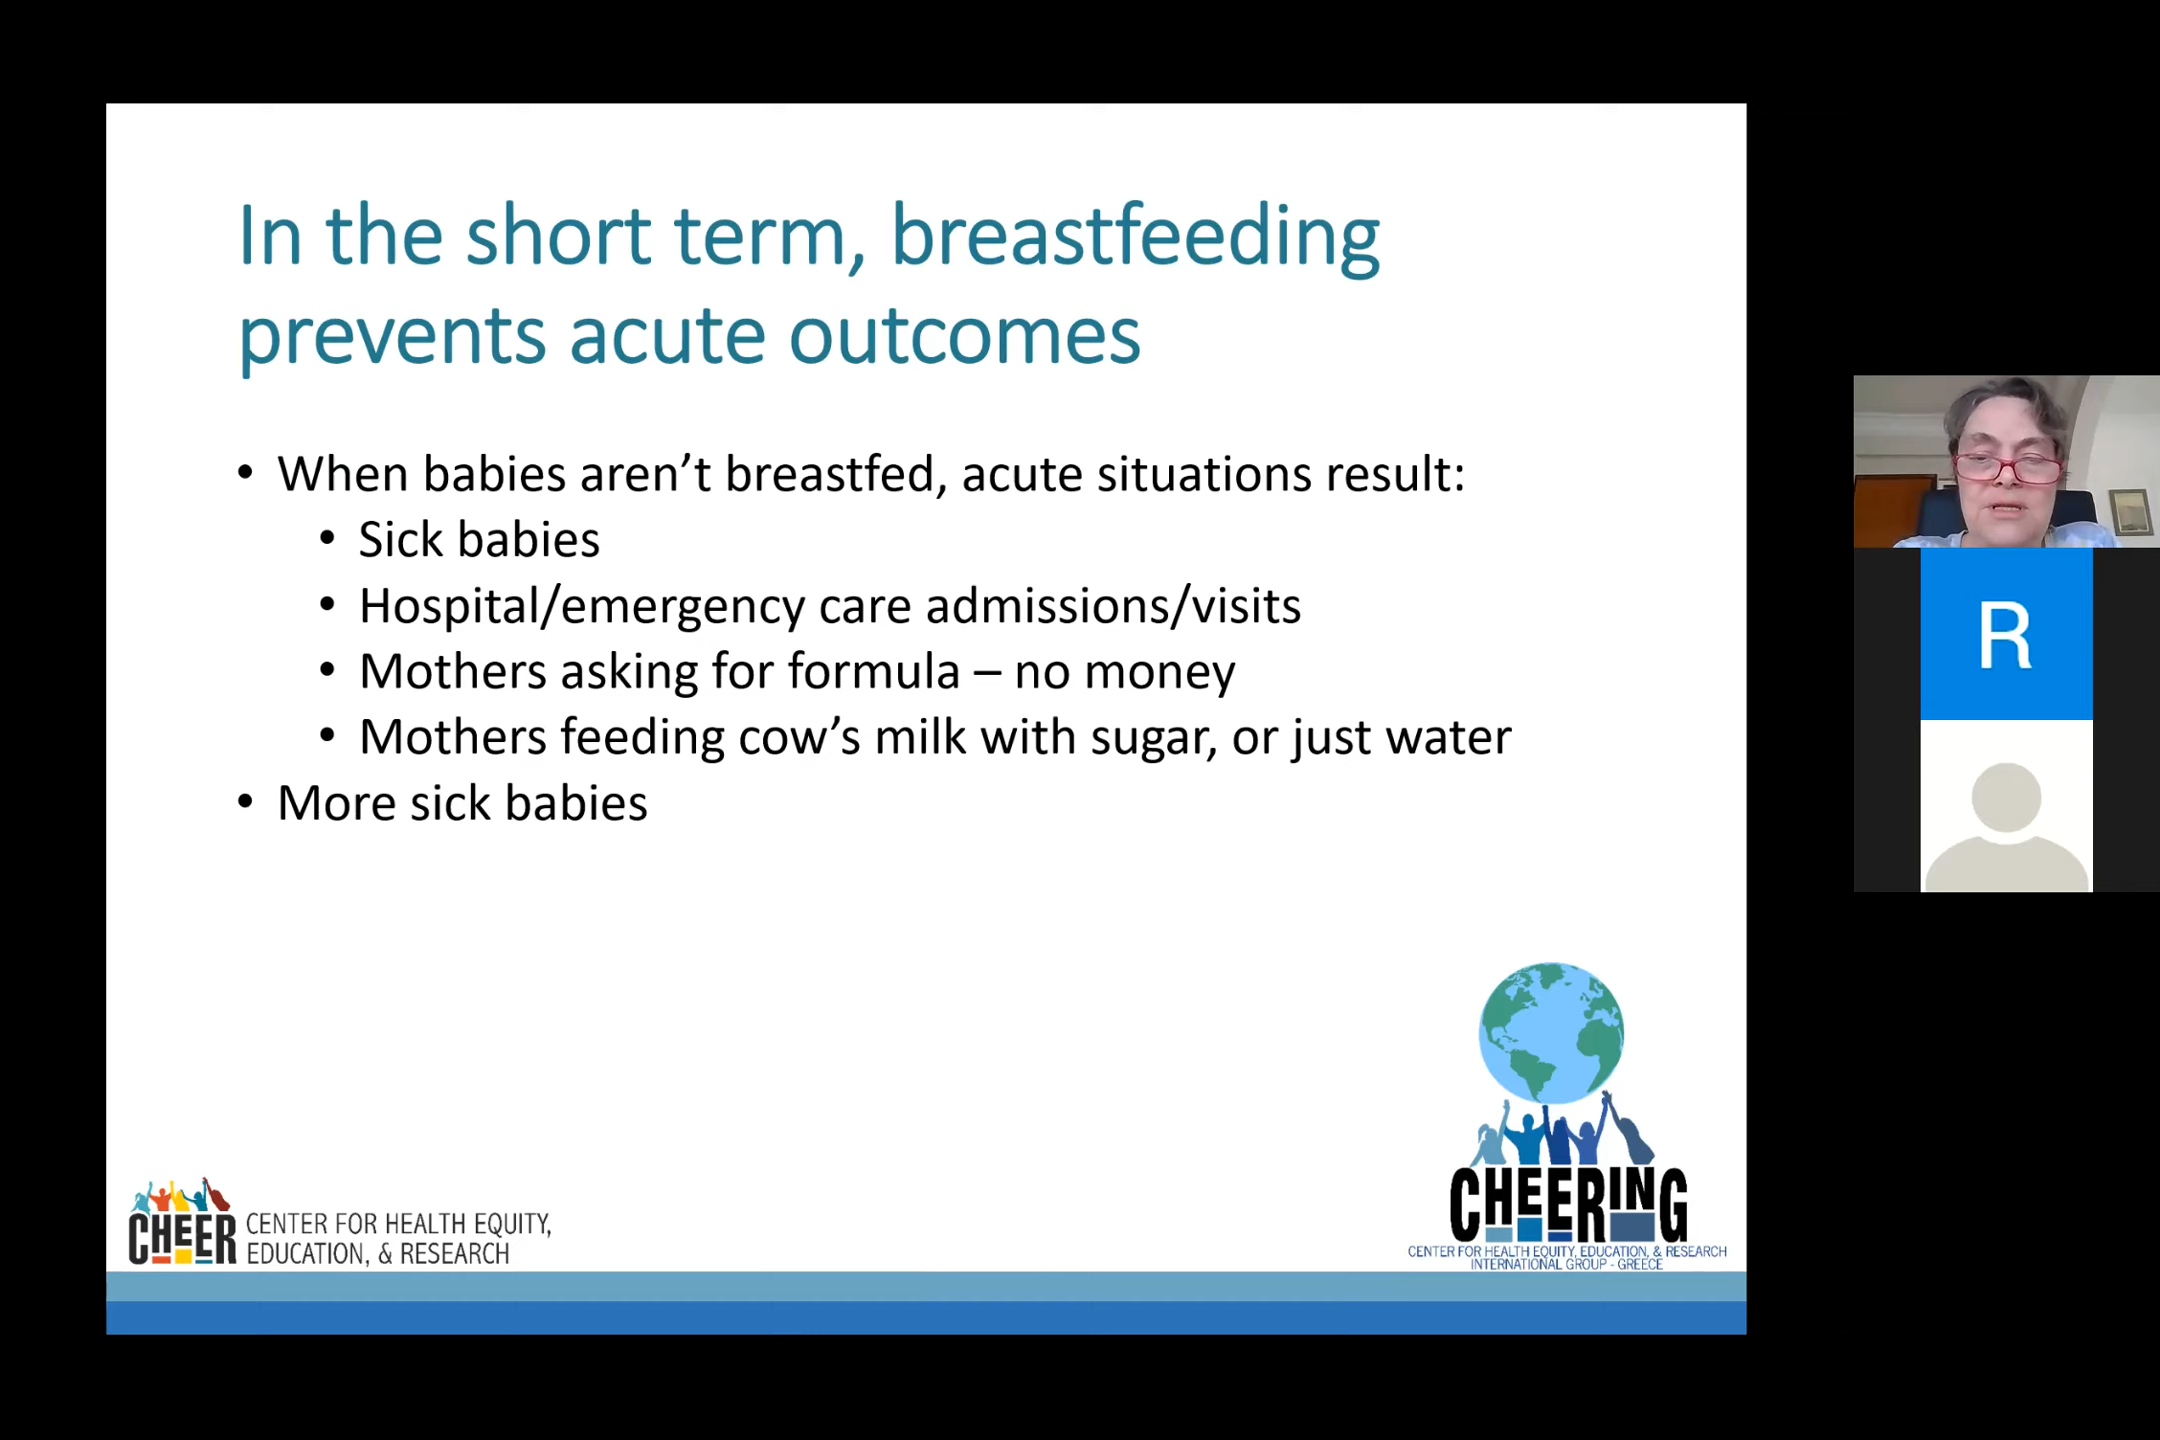 In the short term, breastfeeding
prevents acute outcomes
• When babies aren’t breastfed, acute situations result:
• Sick babies
• Hospital/emergency care admissions/visits
• Mothers asking for formula – no money
• Mothers feeding cow’s milk with sugar, or just water
• More sick babies
R
CHEER
CENTER FOR HEALTH EQUITY,
EDUCATION, & RESEARCH
CHEERING
CENTER FOR HEALTH EQUITY, EDUCATION, & RESEARCH
INTERNATIONAL GROUP - GREECE